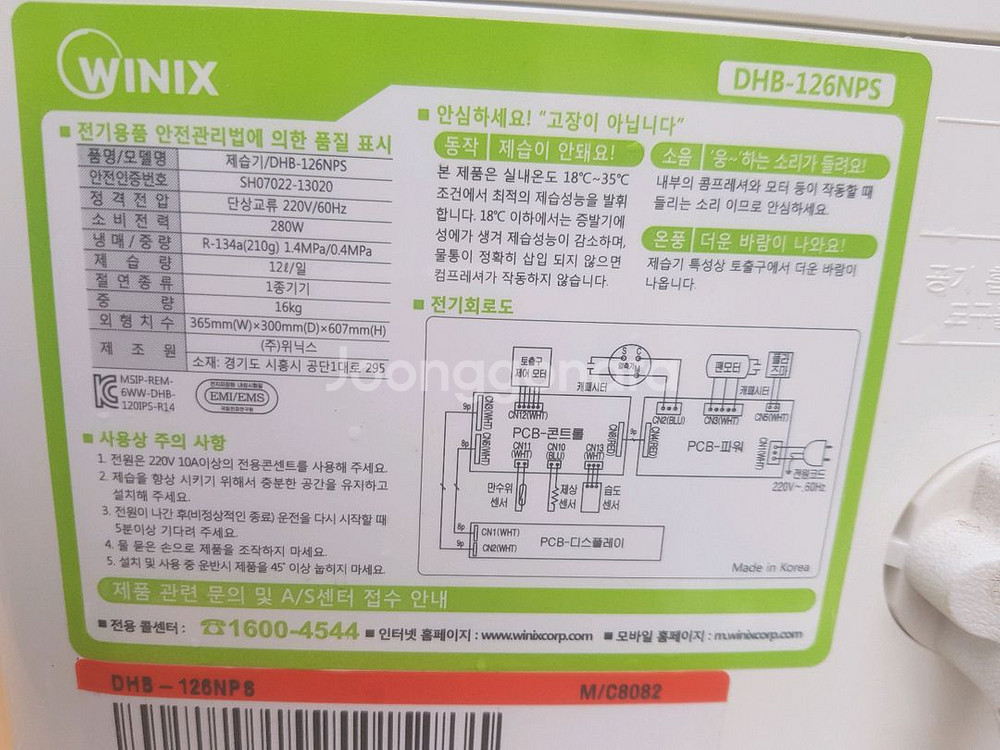 WINIX
DHB-126NPS
■ 전기용품 안전관리법에 의한 품질 표시
품명/모델명 제습기/DHB-126NPS
안전인증번호 SH07022-13020
정격전압 단상교류 220V/60Hz
소비전력 280W
냉매/중량 R-134a(210g) 1.4MPa/0.4MPa
제습량 12ℓ/일
절연종류 1종기기
중량 16kg
외형치수 365mm(W)×300mm(D)×607mm(H)
제조원 (주)위닉스
소재: 경기도 시흥시 공단1대로 295
MSIP-REM-
6WW-DHB-
120IPS-R14
EMI/EMS
■ 사용상 주의 사항
1. 전원은 220V 10A이상의 전용콘센트를 사용해 주세요.
2. 제습을 향상 시키기 위해서 충분한 공간을 유지하고
설치해 주세요.
3. 전원이 나간 후(비정상적인 종료) 운전을 다시 시작할 때
5분이상 기다려 주세요.
4. 물 묻은 손으로 제품을 조작하지 마세요.
5. 설치 및 사용 중 운반시 제품을 45˚ 이상 눕히지 마세요.
■ 안심하세요! "고장이 아닙니다"
동작 제습이 안돼요!
본 제품은 실내온도 18℃~35℃
조건에서 최적의 제습성능을 발휘
합니다. 18℃ 이하에서는 증발기에
성에가 생겨 제습성능이 감소하며,
물통이 정확히 삽입 되지 않으면
컴프레셔가 작동하지 않습니다.
소음 '웅~'하는 소리가 들려요!
내부의 콤프레셔와 모터 등이 작동할 때
들리는 소리 이므로 안심하세요.
온풍 더운 바람이 나와요!
제습기 특성상 토출구에서 더운 바람이
나옵니다.
■ 전기회로도
토출구
제어 모터
S C
압축기
캐패시터
팬모터
캐패시터
플라
즈마
CN12(WHT)
CN2(BLU)
CN3(WHT)
CN5(WHT)
9p
CN3(WHT)
PCB-콘트롤
CN6(RED)
9p
CN4(RED)
PCB-파워
CN1(WHT)
8p
CN5(WHT)
CN11
(WHT)
CN10
(BLU)
CN13
(WHT)
*전원코드
220V~, 60Hz
만수위
센서
제상
센서
습도
센서
8p
CN1(WHT)
9p
CN2(WHT)
PCB-디스플레이
Made in Korea
제품 관련 문의 및 A/S센터 접수 안내
■ 전용 콜센터 : ☎1600-4544 ■ 인터넷 홈페이지 : www.winixcorp.com ■ 모바일 홈페이지 : m.winixcorp.com
DHB-126NPS
M/C8082
Joonggonara